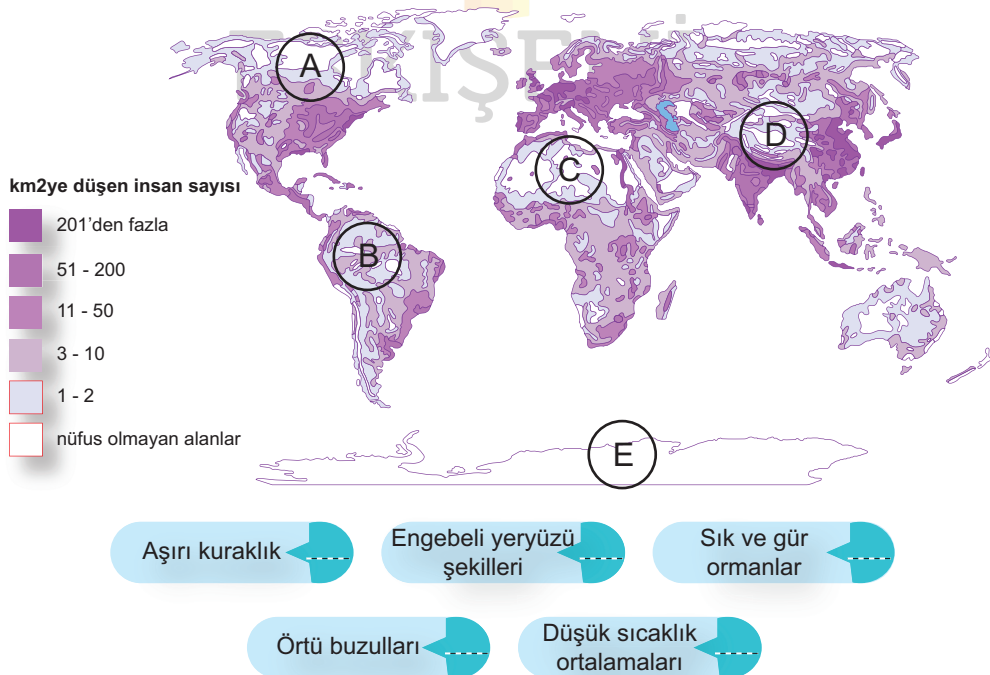 A
B
C
D
E
km2ye düşen insan sayısı
201'den fazla
51 - 200
11 - 50
3 - 10
1 - 2
nüfus olmayan alanlar
Aşırı kuraklık
Engebeli yeryüzü
şekilleri
Sık ve gür
ormanlar
Örtü buzulları
Düşük sıcaklık
ortalamaları